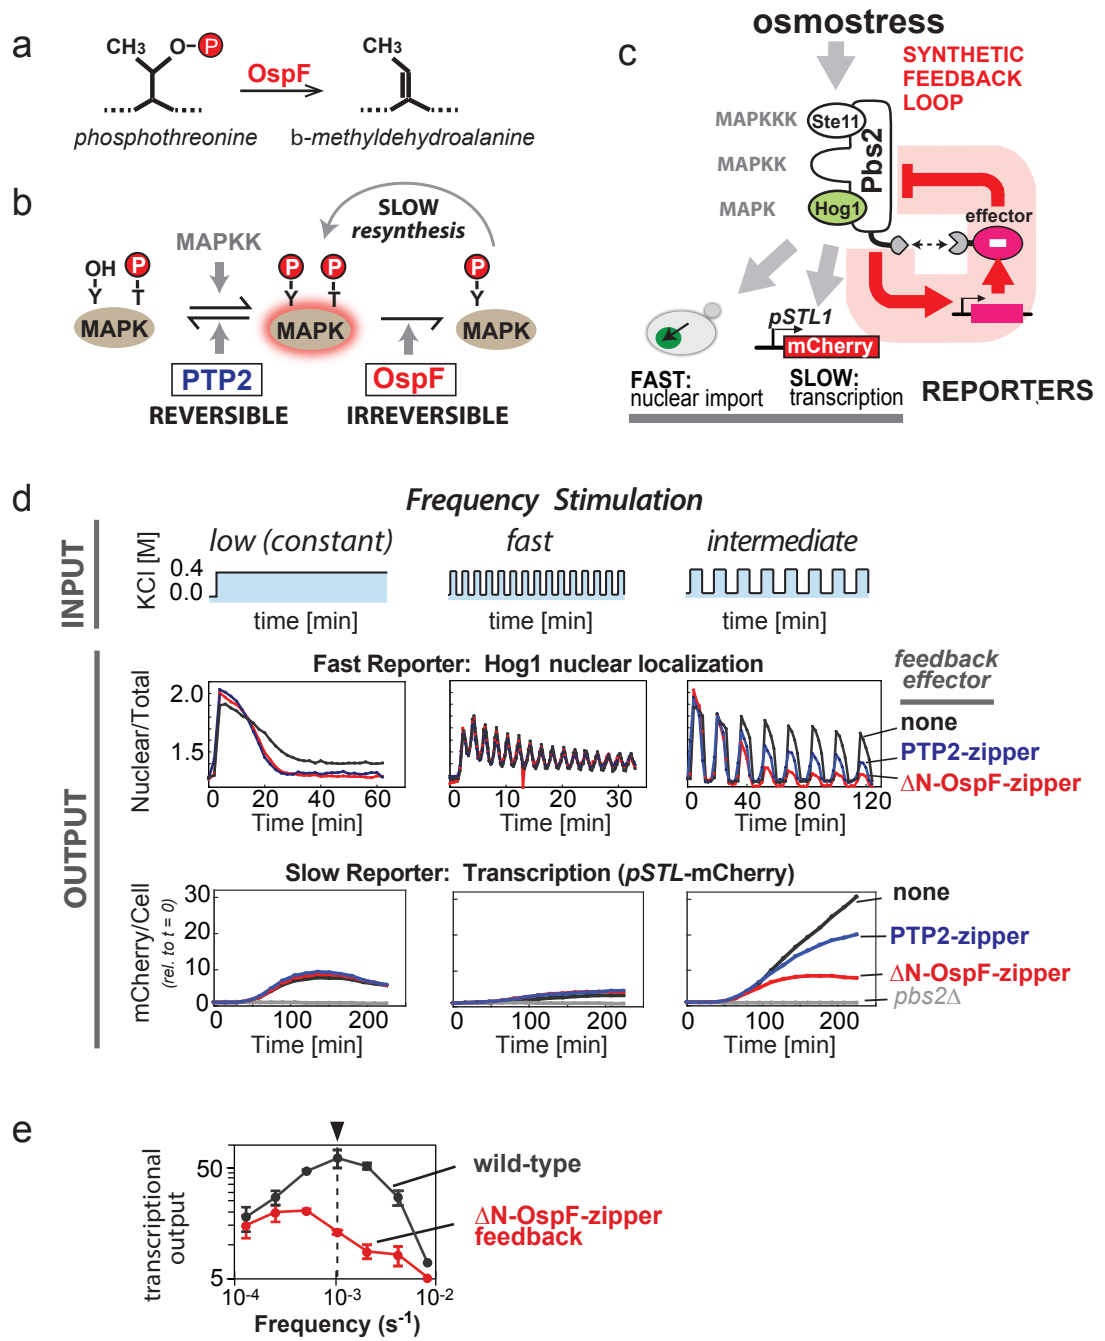 a
CH3
O
P
OspF
CH3
phosphothreonine
b-methyldehydroalanine
b
SLOW
resynthesis
MAPKK
OH
P
Y
T
MAPK
P
P
Y
T
MAPK
P
Y
MAPK
PTP2
OspF
REVERSIBLE
IRREVERSIBLE
c
osmostress
SYNTHETIC
FEEDBACK
LOOP
MAPKKK
Ste11
MAPKK
Pbs2
MAPK
Hog1
effector
pSTL1
mCherry
FAST:
nuclear import
SLOW:
transcription
REPORTERS
d
Frequency Stimulation
INPUT
low (constant)
fast
intermediate
KCl [M]
0.4
0.0
time [min]
time [min]
time [min]
OUTPUT
Fast Reporter: Hog1 nuclear localization
feedback
effector
Nuclear/Total
2.0
1.5
none
PTP2-zipper
ΔN-OspF-zipper
0 20 40 60
0 10 20 30
0 40 80 120
Time [min]
Time [min]
Time [min]
Slow Reporter: Transcription (pSTL-mCherry)
mCherry/Cell
(rel. to t = 0)
30
20
10
0
none
PTP2-zipper
ΔN-OspF-zipper
pbs2Δ
0 100 200
0 100 200
0 100 200
Time [min]
Time [min]
Time [min]
e
transcriptional
output
50
5
wild-type
ΔN-OspF-zipper
feedback
10-4
10-3
10-2
Frequency (s-1)